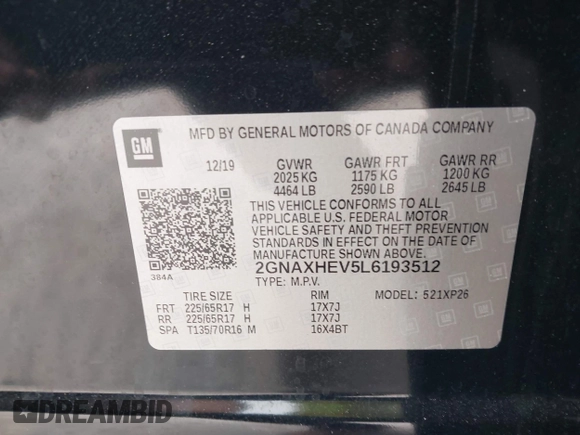 GM
MFD BY GENERAL MOTORS OF CANADA COMPANY
12/19 GVWR GAWR FRT GAWR RR
2025 KG 1175 KG 1200 KG
4464 LB 2590 LB 2645 LB
THIS VEHICLE CONFORMS TO ALL
APPLICABLE U.S. FEDERAL MOTOR
VEHICLE SAFETY AND THEFT PREVENTION
STANDARDS IN EFFECT ON THE DATE OF
MANUFACTURE SHOWN ABOVE.
2GNAXHEV5L6193512
384A
TYPE: M.P.V. MODEL: 521XP26
TIRE SIZE RIM
FRT 225/65R17 H 17X7J
RR 225/65R17 H 17X7J
SPA T135/70R16 M 16X4BT
DREAMBID